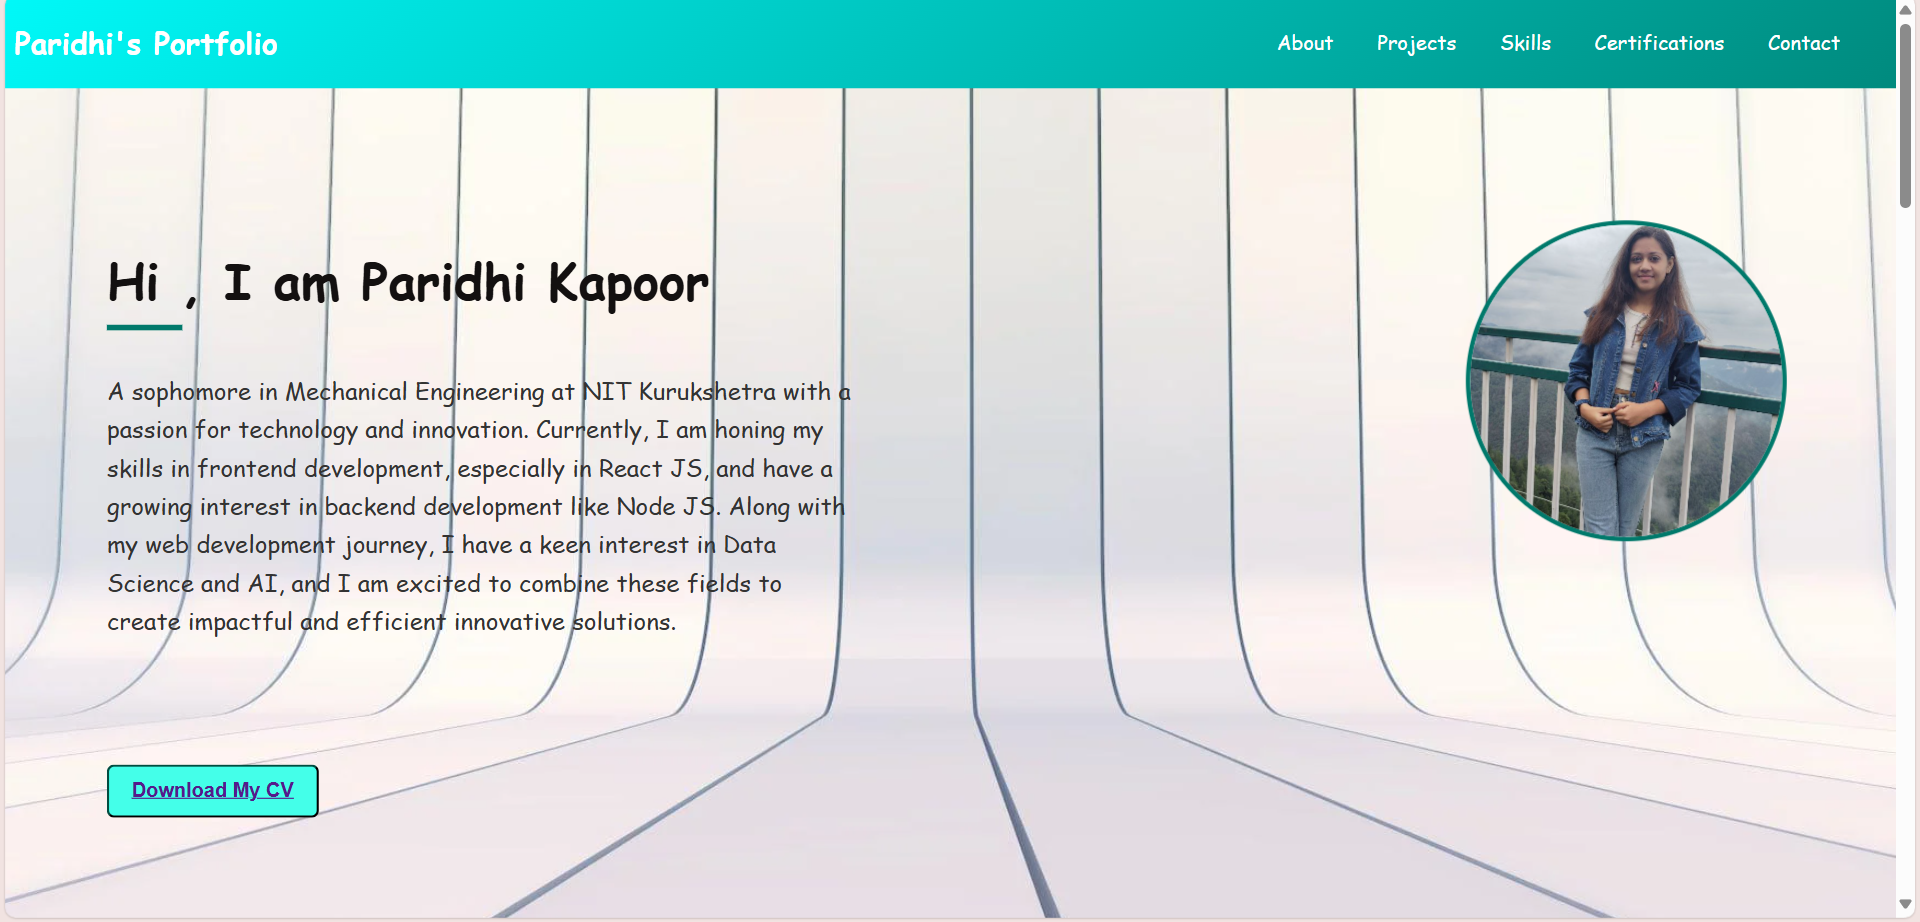 Paridhi's Portfolio
About Projects Skills Certifications Contact
Hi , I am Paridhi Kapoor
A sophomore in Mechanical Engineering at NIT Kurukshetra with a
passion for technology and innovation. Currently, I am honing my
skills in frontend development, especially in React JS, and have a
growing interest in backend development like Node JS. Along with
my web development journey, I have a keen interest in Data
Science and AI, and I am excited to combine these fields to
create impactful and efficient innovative solutions.
Download My CV